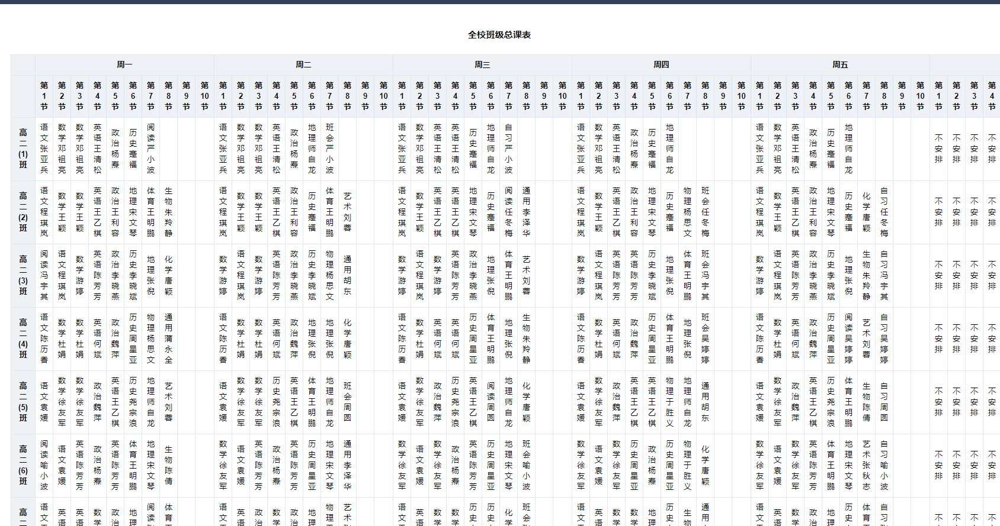 全校班级总课表
周一 周二 周三 周四 周五
第1节 第2节 第3节 第4节 第5节 第6节 第7节 第8节 第9节 第10节 第1节 第2节 第3节 第4节 第5节 第6节 第7节 第8节 第9节 第10节 第1节 第2节 第3节 第4节 第5节 第6节 第7节 第8节 第9节 第10节 第1节 第2节 第3节 第4节 第5节 第6节 第7节 第8节 第9节 第10节 第1节 第2节 第3节 第4节 第5节 第6节 第7节 第8节 第9节 第10节 第1节 第2节 第3节 第4节
高二(1)班 语文张亚兵 数学邓祖亮 数学邓祖亮 英语王清松 政治杨焘 历史蹇福 阅读严小波 语文张亚兵 数学邓祖亮 数学邓祖亮 英语王清松 政治杨焘 地理师自龙 班会严小波 语文张亚兵 数学邓祖亮 英语王清松 英语王清松 历史蹇福 地理师自龙 自习严小波 语文张亚兵 数学邓祖亮 英语王清松 政治杨焘 历史蹇福 地理师自龙 语文张亚兵 数学邓祖亮 英语王清松 政治杨焘 历史蹇福 地理师自龙 不安排 不安排 不安排 不安排
高二(2)班 语文程琪岚 数学王颖 数学王颖 英语王乙棋 政治王利容 地理宋文琴 体育王明鹏 生物朱羚静 语文程琪岚 数学王颖 数学王颖 英语王乙棋 政治王利容 历史蹇福 体育王明鹏 艺术刘蓉 语文程琪岚 数学王颖 英语王乙棋 英语王乙棋 地理宋文琴 历史蹇福 阅读任冬梅 通用李泽华 语文程琪岚 数学王颖 英语王乙棋 政治王利容 地理宋文琴 历史蹇福 物理杨思文 班会任冬梅 语文程琪岚 数学王颖 英语王乙棋 政治王利容 地理宋文琴 历史蹇福 化学唐颖 自习任冬梅 不安排 不安排 不安排 不安排
高二(3)班 阅读冯宇其 语文程琪岚 数学游婷 英语陈芳芳 政治李晓燕 历史李晓斌 地理张倪 化学唐颖 数学游婷 语文程琪岚 数学游婷 英语陈芳芳 政治李晓燕 历史李晓斌 物理杨思文 通用胡东 数学游婷 语文程琪岚 数学游婷 英语陈芳芳 政治李晓燕 地理张倪 体育王明鹏 艺术刘蓉 数学游婷 语文程琪岚 英语陈芳芳 英语陈芳芳 历史李晓斌 地理张倪 体育王明鹏 班会冯宇其 数学游婷 语文程琪岚 英语陈芳芳 政治李晓燕 历史李晓斌 地理张倪 生物朱羚静 自习冯宇其 不安排 不安排 不安排 不安排
高二(4)班 语文陈历香 数学杜娟 数学杜娟 英语何斌 政治魏萍 历史周星亚 物理杨思文 通用蒲永全 语文陈历香 数学杜娟 数学杜娟 英语何斌 政治魏萍 地理张倪 地理张倪 化学唐颖 语文陈历香 数学杜娟 英语何斌 英语何斌 历史周星亚 体育王明鹏 地理张倪 生物朱羚静 语文陈历香 数学杜娟 英语何斌 政治魏萍 历史周星亚 体育王明鹏 地理张倪 班会吴婷婷 语文陈历香 数学杜娟 英语何斌 政治魏萍 历史周星亚 阅读吴婷婷 艺术刘蓉 自习吴婷婷 不安排 不安排 不安排 不安排
高二(5)班 语文袁媛 数学徐友军 数学徐友军 政治魏萍 英语王乙棋 历史尧宗浪 地理师自龙 艺术刘蓉 语文袁媛 数学徐友军 数学徐友军 历史尧宗浪 英语王乙棋 体育王明鹏 地理师自龙 班会周圆 语文袁媛 数学徐友军 政治魏萍 历史尧宗浪 英语王乙棋 阅读周圆 地理师自龙 化学唐颖 语文袁媛 数学徐友军 政治魏萍 英语王乙棋 英语王乙棋 物理于胜义 地理师自龙 通用胡东 语文袁媛 数学徐友军 政治魏萍 英语王乙棋 历史尧宗浪 体育王明鹏 生物陈倩 自习周圆 不安排 不安排 不安排 不安排
高二(6)班 阅读喻小波 语文袁媛 英语陈芳芳 政治杨焘 英语陈芳芳 体育王明鹏 地理宋文琴 生物陈倩 数学徐友军 语文袁媛 英语陈芳芳 政治杨焘 英语陈芳芳 历史周星亚 地理宋文琴 通用李泽华 数学徐友军 语文袁媛 数学徐友军 政治杨焘 英语陈芳芳 历史周星亚 地理宋文琴 班会喻小波 数学徐友军 语文袁媛 数学徐友军 历史周星亚 政治杨焘 历史周星亚 物理于胜义 化学唐颖 数学徐友军 语文袁媛 数学徐友军 英语陈芳芳 体育王明鹏 地理宋文琴 艺术张秋志 自习喻小波 不安排 不安排 不安排 不安排
高二 语文 英语 英语 数学 政治 地理 阅读 体育 语文 英语 政治 数学 政治 地理 物理 艺术 语文 英语 数学 数学 历史 历史 化学 班会 语文 英语 数学 数学 地理 历史 生物 通用 语文 英语 数学 政治 地理 历史 体育 自习 不 不 不 不